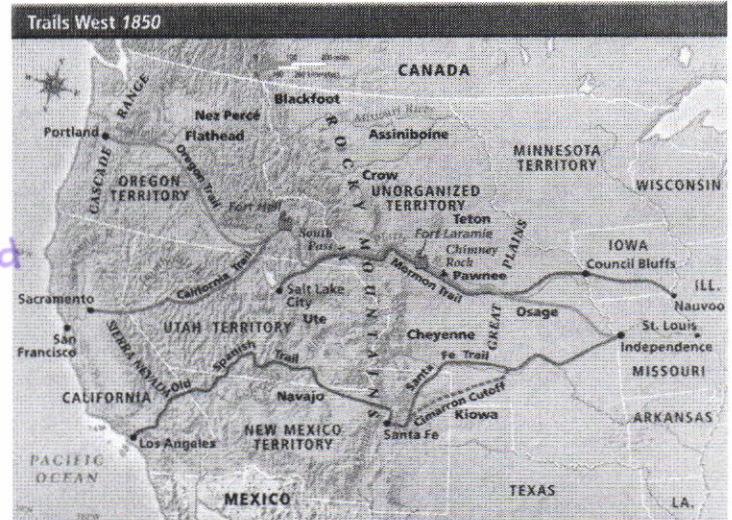 Trails West 1850
CANADA
CASCADE RANGE
Blackfoot
Nez Perce
Missouri River
Portland
Flathead
ROCKY MOUNTAINS
Assiniboine
MINNESOTA
TERRITORY
Oregon Trail
OREGON
TERRITORY
Crow
UNORGANIZED
TERRITORY
WISCONSIN
Fort Hall
Teton
Fort Laramie
South
Pass
Chimney
Rock
GREAT PLAINS
IOWA
d
Council Bluffs
California Trail
Mormon Trail
Pawnee
ILL.
Nauvoo
Salt Lake
City
Sacramento
Osage
UTAH TERRITORY
Ute
St. Louis
San
Francisco
SIERRA NEVADA
Cheyenne
Independence
Old Spanish Trail
Santa Fe Trail
MISSOURI
CALIFORNIA
Navajo
Cimarron Cutoff
Kiowa
ARKANSAS
Los Angeles
NEW MEXICO
TERRITORY
Santa Fe
PACIFIC
OCEAN
MEXICO
TEXAS
LA.